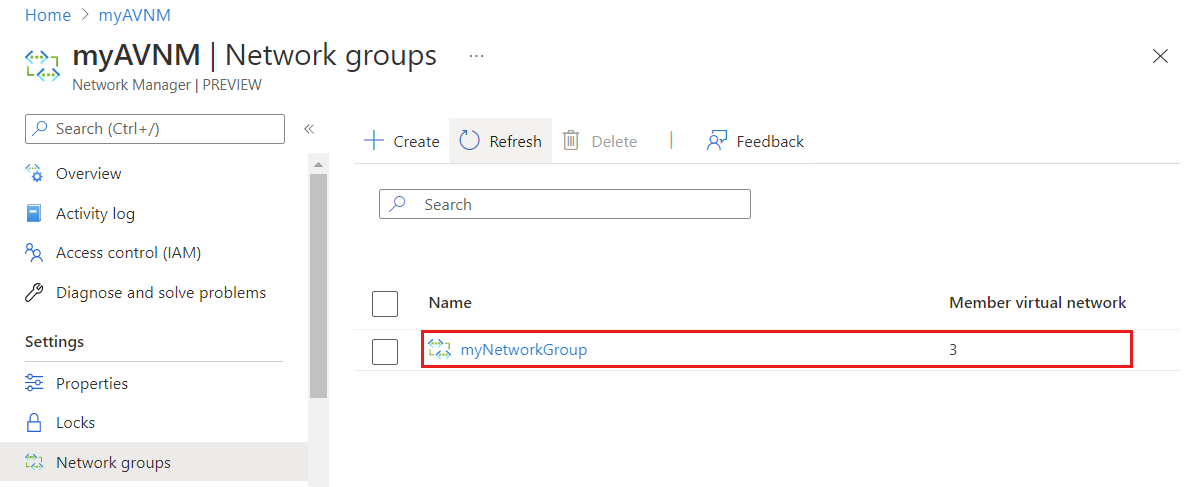 Home > myAVNM
myAVNM | Network groups ...
Network Manager | PREVIEW
Search (Ctrl+/)
«
Overview
Activity log
Access control (IAM)
Diagnose and solve problems
Settings
Properties
Locks
Network groups
Create Refresh Delete | Feedback
Search
Name Member virtual network
myNetworkGroup 3